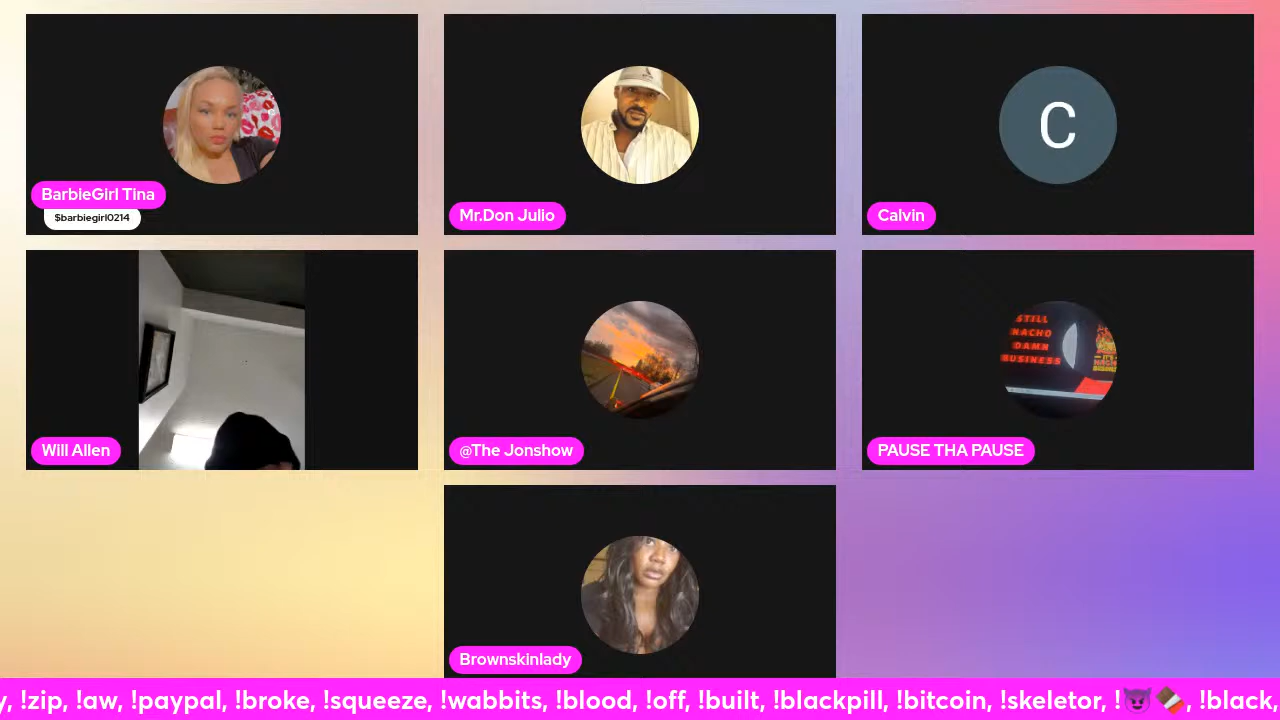 BarbieGirl Tina
$barbiegirl0214
Mr.Don Julio
C
Calvin
Will Allen
@The Jonshow
STILL
NACHO
DAMN
BUSINESS
PAUSE THA PAUSE
Brownskinlady
y, !zip, !aw, !paypal, !broke, !squeeze, !wabbits, !blood, !off, !built, !blackpill, !bitcoin, !skeletor, !😈🍫, !black,